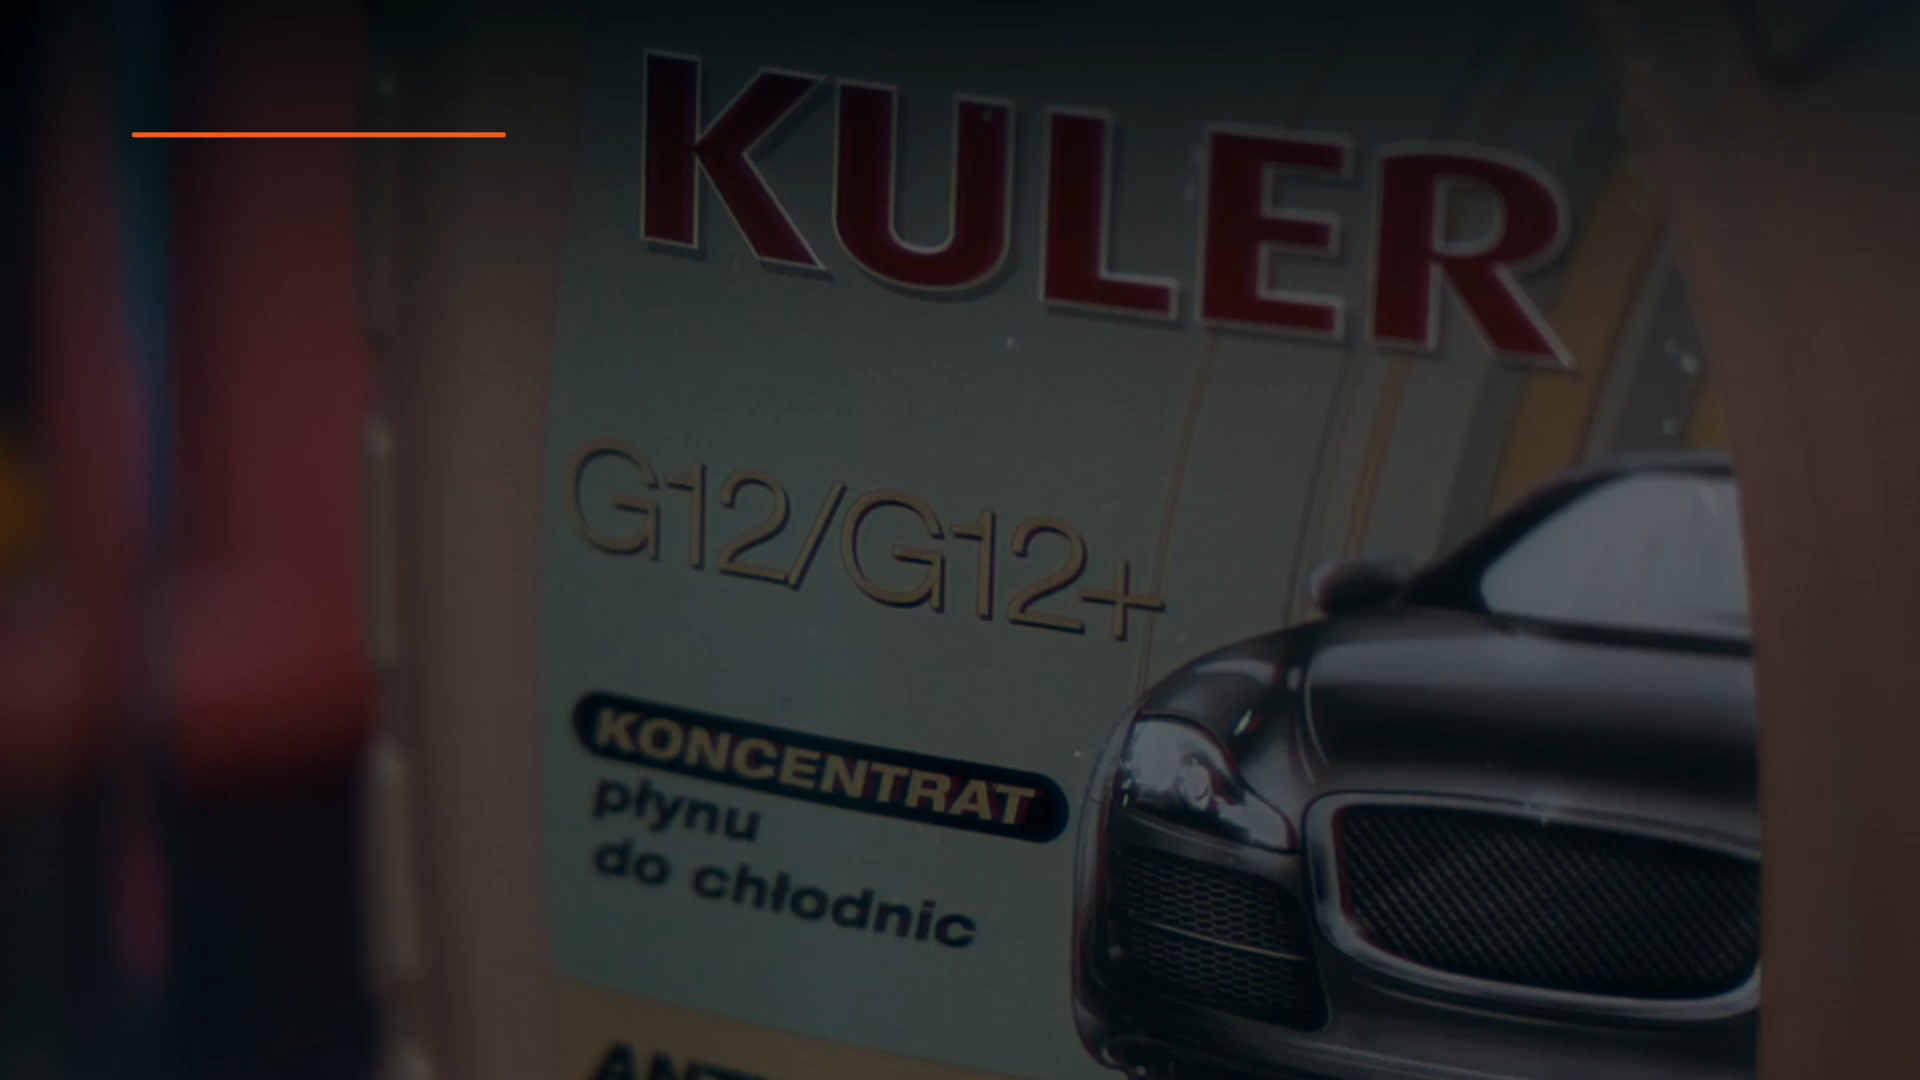 KULER
G12/G12+
KONCENTRAT
płynu
do chłodnic